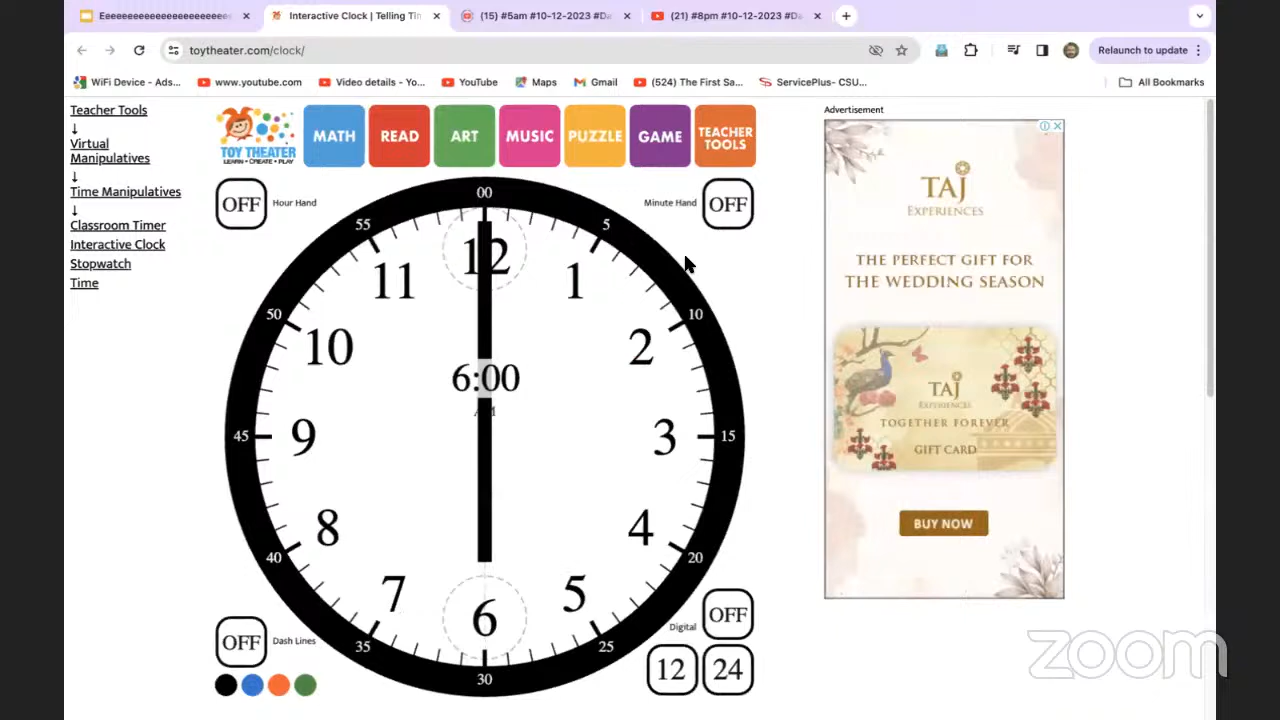 Eeeeeeeeeeeeeeeeeeeeeee
Interactive Clock | Telling Tim
(15) #5am #10-12-2023 #Da
(21) #8pm #10-12-2023 #Da
toytheater.com/clock/
Relaunch to update
WiFi Device - Ads...
www.youtube.com
Video details - Yo...
YouTube
Maps
Gmail
(524) The First Sa...
ServicePlus- CSU...
All Bookmarks
Teacher Tools
↓
Virtual
Manipulatives
↓
Time Manipulatives
↓
Classroom Timer
Interactive Clock
Stopwatch
Time
TOY THEATER
LEARN • CREATE • PLAY
MATH
READ
ART
MUSIC
PUZZLE
GAME
TEACHER
TOOLS
OFF
Hour Hand
Minute Hand
OFF
00
5
10
15
20
25
30
35
40
45
50
55
12
1
2
3
4
5
6
7
8
9
10
11
6:00
AM
OFF
Dash Lines
Digital
OFF
12
24
Advertisement
TAJ
EXPERIENCES
THE PERFECT GIFT FOR
THE WEDDING SEASON
TAJ
EXPERIENCES
TOGETHER FOREVER
GIFT CARD
BUY NOW
zoom